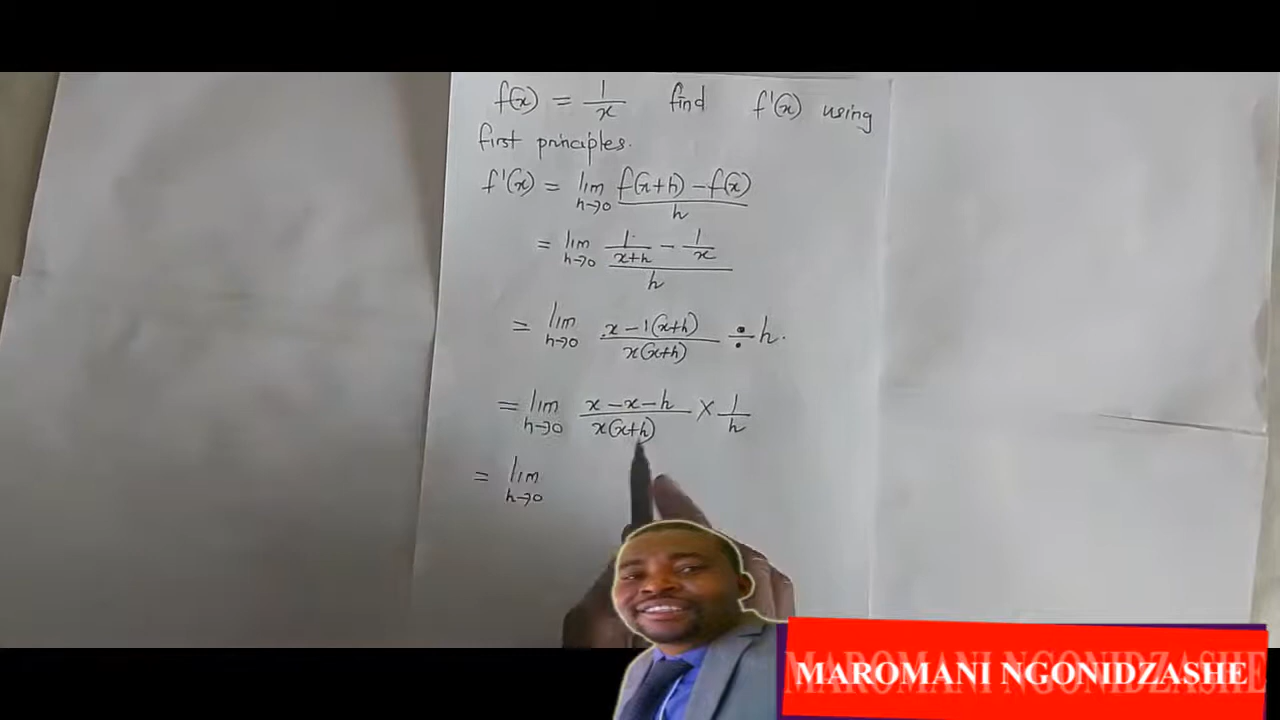 f(x) = 1/x find f'(x) using
first principles.
f'(x) = lim h→0 f(x+h) - f(x) / h
= lim h→0 1/(x+h) - 1/x / h
= lim h→0 x - 1(x+h) / x(x+h) ÷ h.
= lim h→0 x - x - h / x(x+h) × 1/h
= lim h→0
MAROMANI NGONIDZASHE